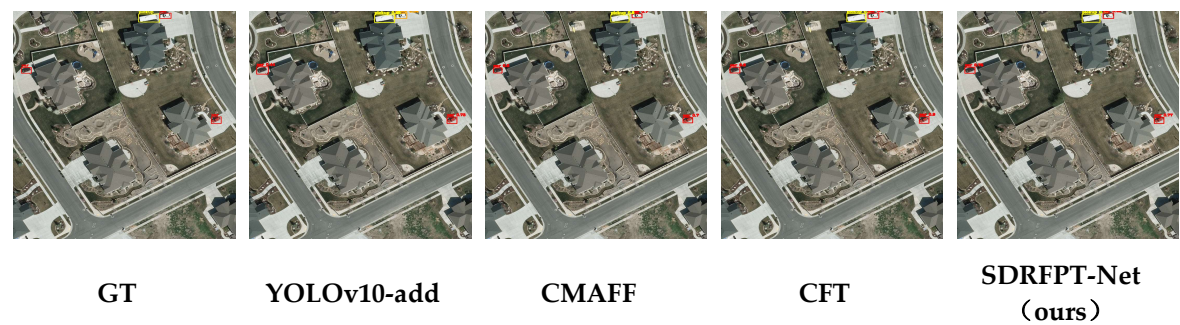 GT
YOLOv10-add
CMAFF
CFT
SDRFPT-Net
（ours）